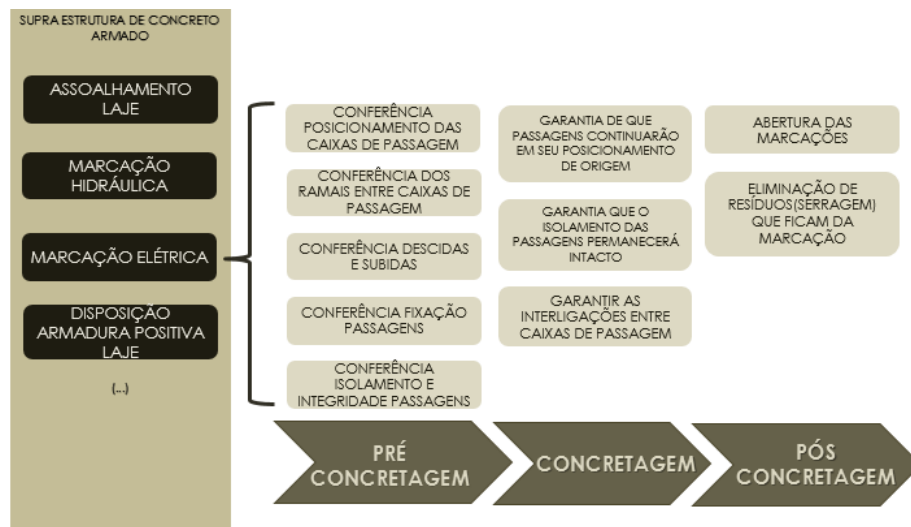 SUPRA ESTRUTURA DE CONCRETO
ARMADO
ASSOALHAMENTO
LAJE
MARCAÇÃO
HIDRÁULICA
MARCAÇÃO ELÉTRICA
DISPOSIÇÃO
ARMADURA POSITIVA
LAJE
(...)
CONFERÊNCIA
POSICIONAMENTO DAS
CAIXAS DE PASSAGEM
CONFERÊNCIA DOS
RAMAIS ENTRE CAIXAS DE
PASSAGEM
CONFERÊNCIA DESCIDAS
E SUBIDAS
CONFERÊNCIA FIXAÇÃO
PASSAGENS
CONFERÊNCIA
ISOLAMENTO E
INTEGRIDADE PASSAGENS
GARANTIA DE QUE
PASSAGENS CONTINUARÃO
EM SEU POSICIONAMENTO
DE ORIGEM
GARANTIA QUE O
ISOLAMENTO DAS
PASSAGENS PERMANECERÁ
INTACTO
GARANTIR AS
INTERLIGAÇÕES ENTRE
CAIXAS DE PASSAGEM
ABERTURA DAS
MARCAÇÕES
ELIMINAÇÃO DE
RESÍDUOS(SERRAGEM)
QUE FICAM DA
MARCAÇÃO
PRÉ
CONCRETAGEM
CONCRETAGEM
PÓS
CONCRETAGEM